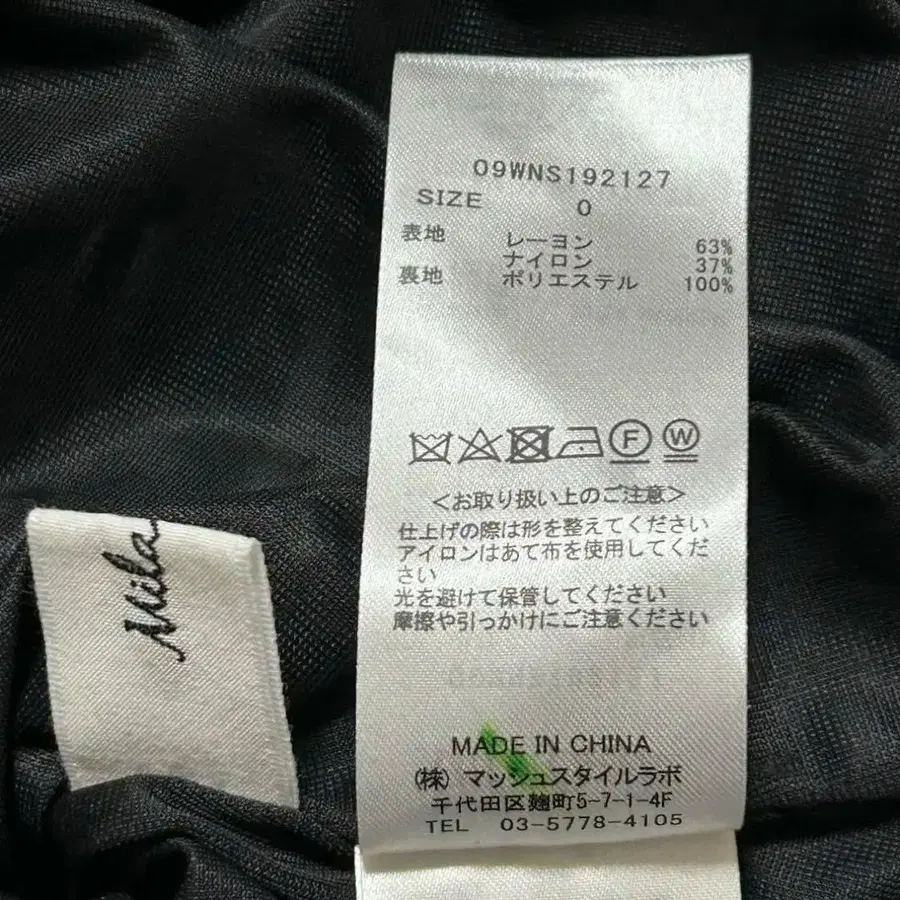 09WNS192127
SIZE 0
表地 レーヨン 63%
ナイロン 37%
裏地 ポリエステル 100%
F W
<お取り扱い上のご注意>
仕上げの際は形を整えてください
アイロンはあて布を使用してくだ
さい
光を避けて保管してください
摩擦や引っかけにご注意ください
MADE IN CHINA
(株) マッシュスタイルラボ
千代田区麹町5-7-1-4F
TEL 03-5778-4105
Mila